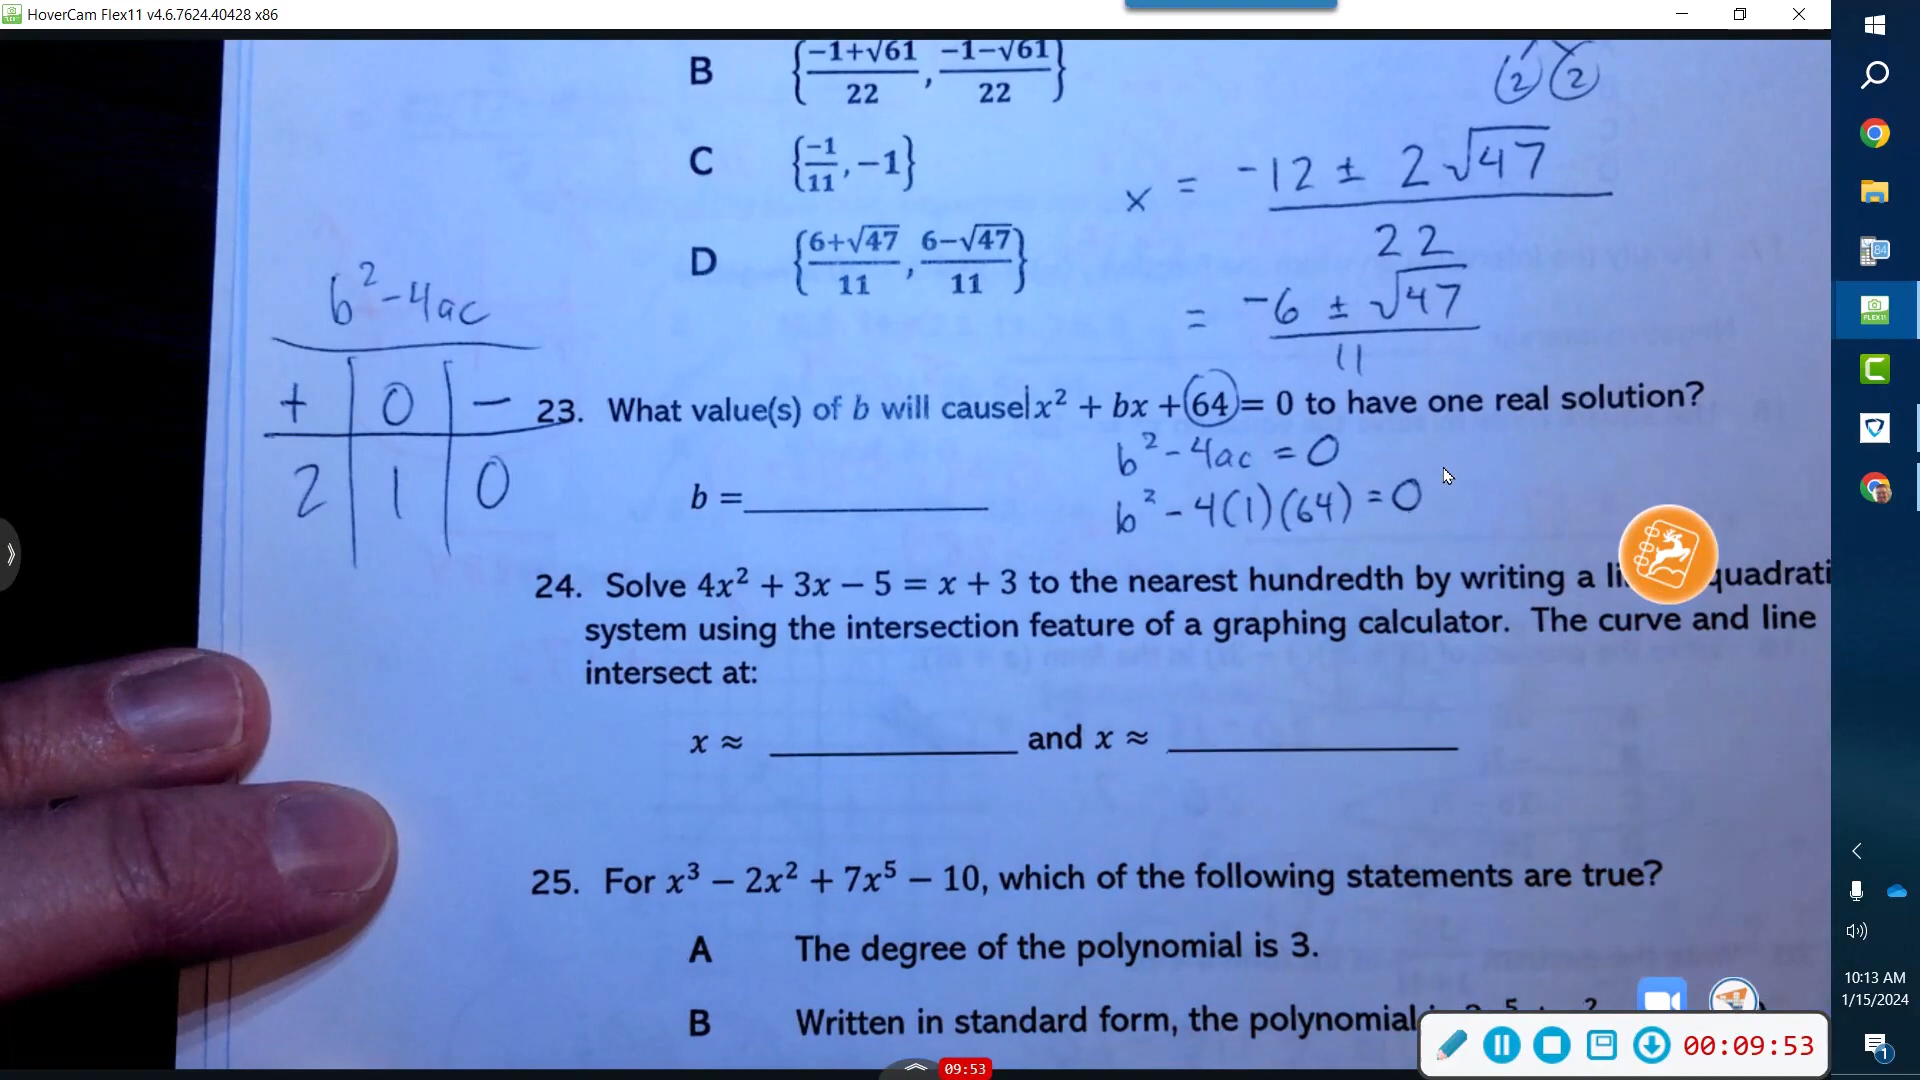 HoverCam Flex11 v4.6.7624.40428 x86
B {−1+√61/22, −1−√61/22}
2 2
C {−1/11, −1}
x = -12 ± 2√47
22
D {6+√47/11, 6−√47/11}
= -6 ± √47
11
b² - 4ac
+ 0 −
2 1 0
23. What value(s) of b will cause x² + bx + 64 = 0 to have one real solution?
b² - 4ac = 0
b = __________
b² - 4(1)(64) = 0
24. Solve 4x² + 3x − 5 = x + 3 to the nearest hundredth by writing a
system using the intersection feature of a graphing calculator. The curve and line
intersect at:
x ≈ __________ and x ≈ __________
25. For x³ − 2x² + 7x⁵ − 10, which of the following statements are true?
A The degree of the polynomial is 3.
B Written in standard form, the polynomial
84
FLEX11
10:13 AM
1/15/2024
1
00:09:53
09:53